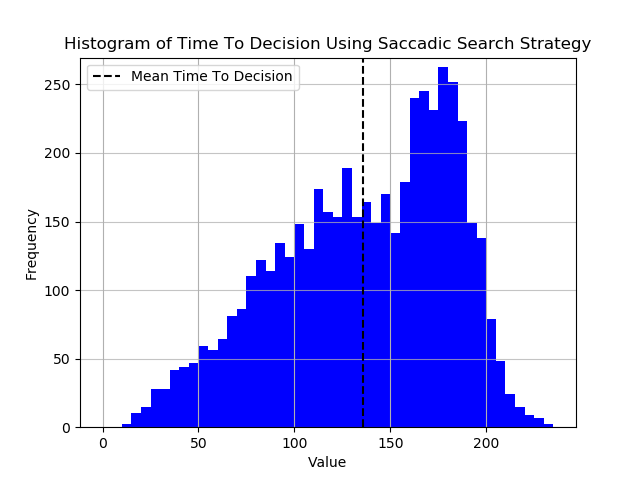 Histogram of Time To Decision Using Saccadic Search Strategy
Mean Time To Decision
Frequency
250
200
150
100
50
0
0 50 100 150 200
Value